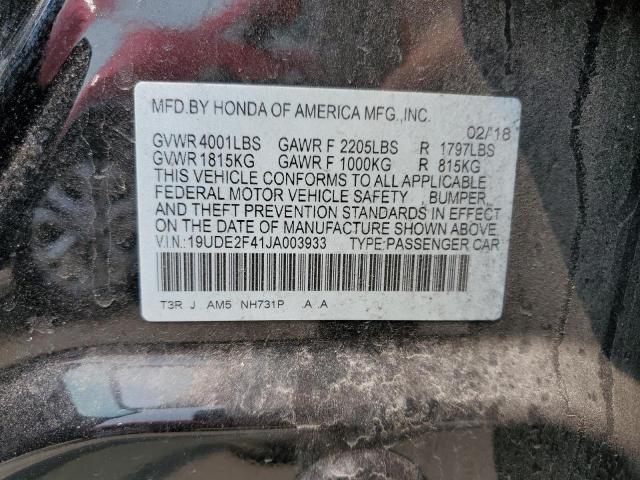 MFD.BY HONDA OF AMERICA MFG.,INC. 02/18
GVWR 4001LBS GAWR F 2205LBS R 1797LBS
GVWR 1815KG GAWR F 1000KG R 815KG
THIS VEHICLE CONFORMS TO ALL APPLICABLE
FEDERAL MOTOR VEHICLE SAFETY , BUMPER,
AND THEFT PREVENTION STANDARDS IN EFFECT
ON THE DATE OF MANUFACTURE SHOWN ABOVE.
V.I.N.:19UDE2F41JA003933 TYPE:PASSENGER CAR
T3R J AM5 NH731P .A .A